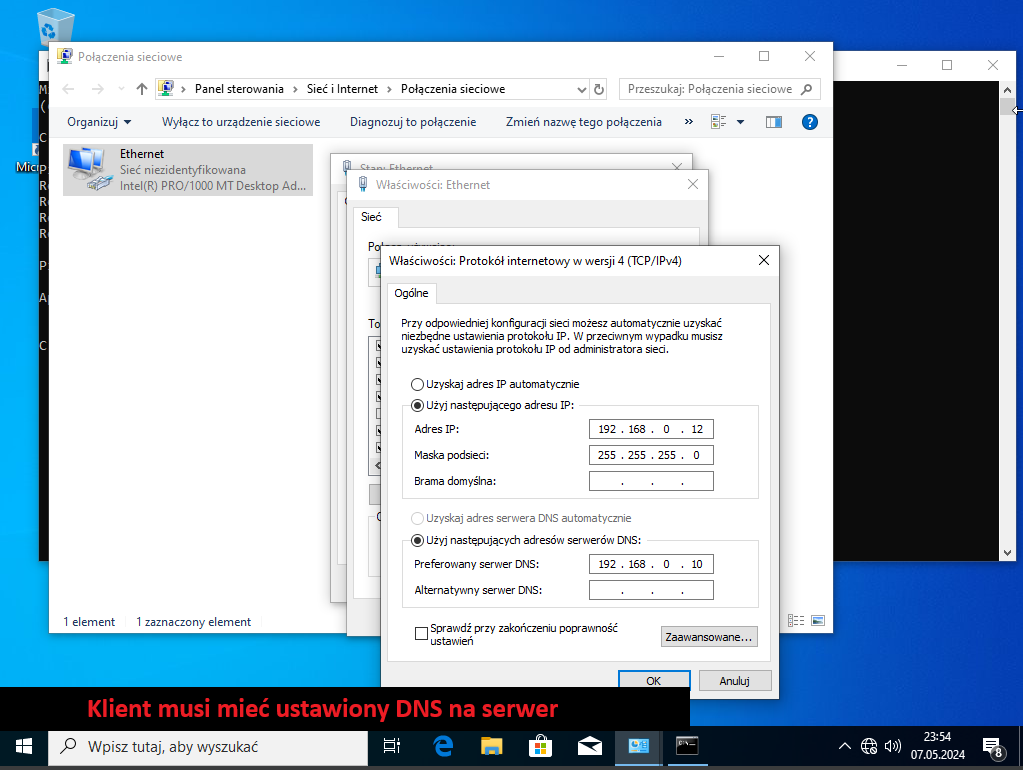 Połączenia sieciowe
Panel sterowania
Sieć i Internet
Połączenia sieciowe
Przeszukaj: Połączenia sieciowe
Organizuj
Wyłącz to urządzenie sieciowe
Diagnozuj to połączenie
Zmień nazwę tego połączenia
»
Ethernet
Sieć niezidentyfikowana
Intel(R) PRO/1000 MT Desktop Ad...
Stan: Ethernet
Właściwości: Ethernet
Sieć
Właściwości: Protokół internetowy w wersji 4 (TCP/IPv4)
Ogólne
Przy odpowiedniej konfiguracji sieci możesz automatycznie uzyskać
niezbędne ustawienia protokołu IP. W przeciwnym wypadku musisz
uzyskać ustawienia protokołu IP od administratora sieci.
Uzyskaj adres IP automatycznie
Użyj następującego adresu IP:
Adres IP: 192 . 168 . 0 . 12
Maska podsieci: 255 . 255 . 255 . 0
Brama domyślna: . . .
Uzyskaj adres serwera DNS automatycznie
Użyj następujących adresów serwerów DNS:
Preferowany serwer DNS: 192 . 168 . 0 . 10
Alternatywny serwer DNS: . . .
Sprawdź przy zakończeniu poprawność
ustawień
Zaawansowane...
OK
Anuluj
1 element
1 zaznaczony element
Klient musi mieć ustawiony DNS na serwer
Wpisz tutaj, aby wyszukać
23:54
07.05.2024
8